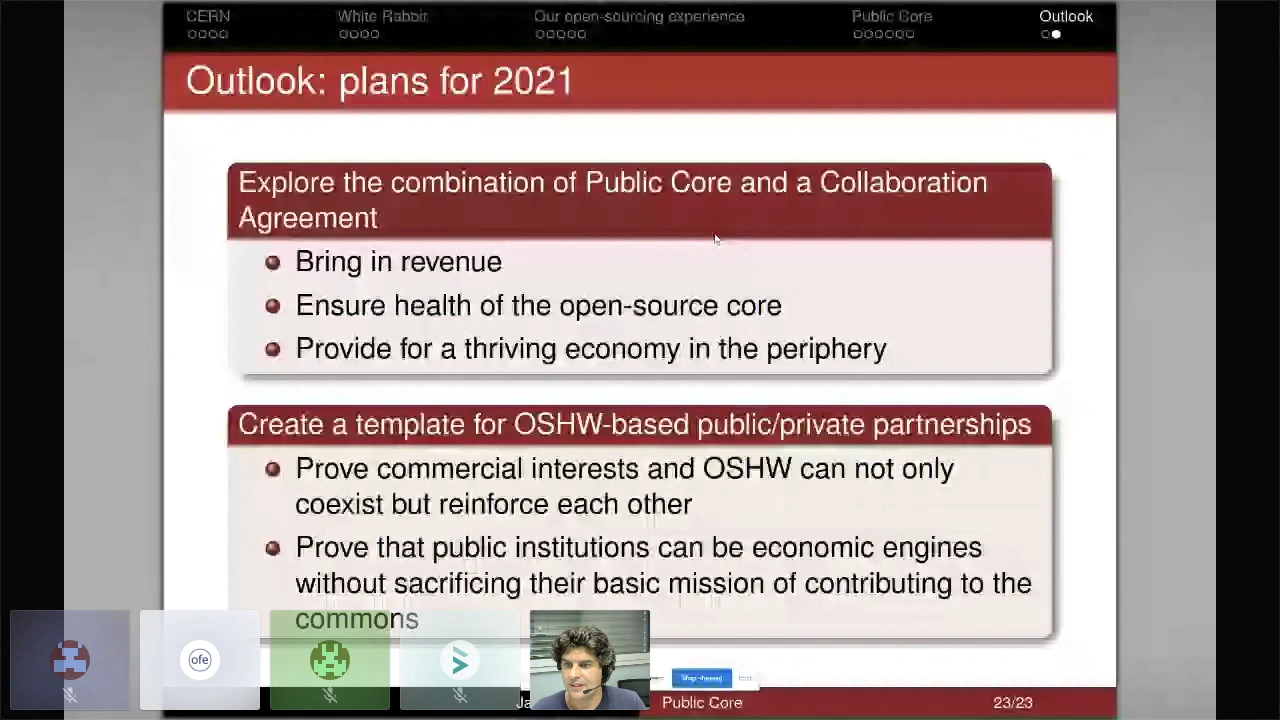 CERN White Rabbit Our open-sourcing experience Public Core Outlook
Outlook: plans for 2021
Explore the combination of Public Core and a Collaboration
Agreement
Bring in revenue
Ensure health of the open-source core
Provide for a thriving economy in the periphery
Create a template for OSHW-based public/private partnerships
Prove commercial interests and OSHW can not only
coexist but reinforce each other
Prove that public institutions can be economic engines
without sacrificing their basic mission of contributing to the
commons
ofe
Stop sharing
Public Core 23/23